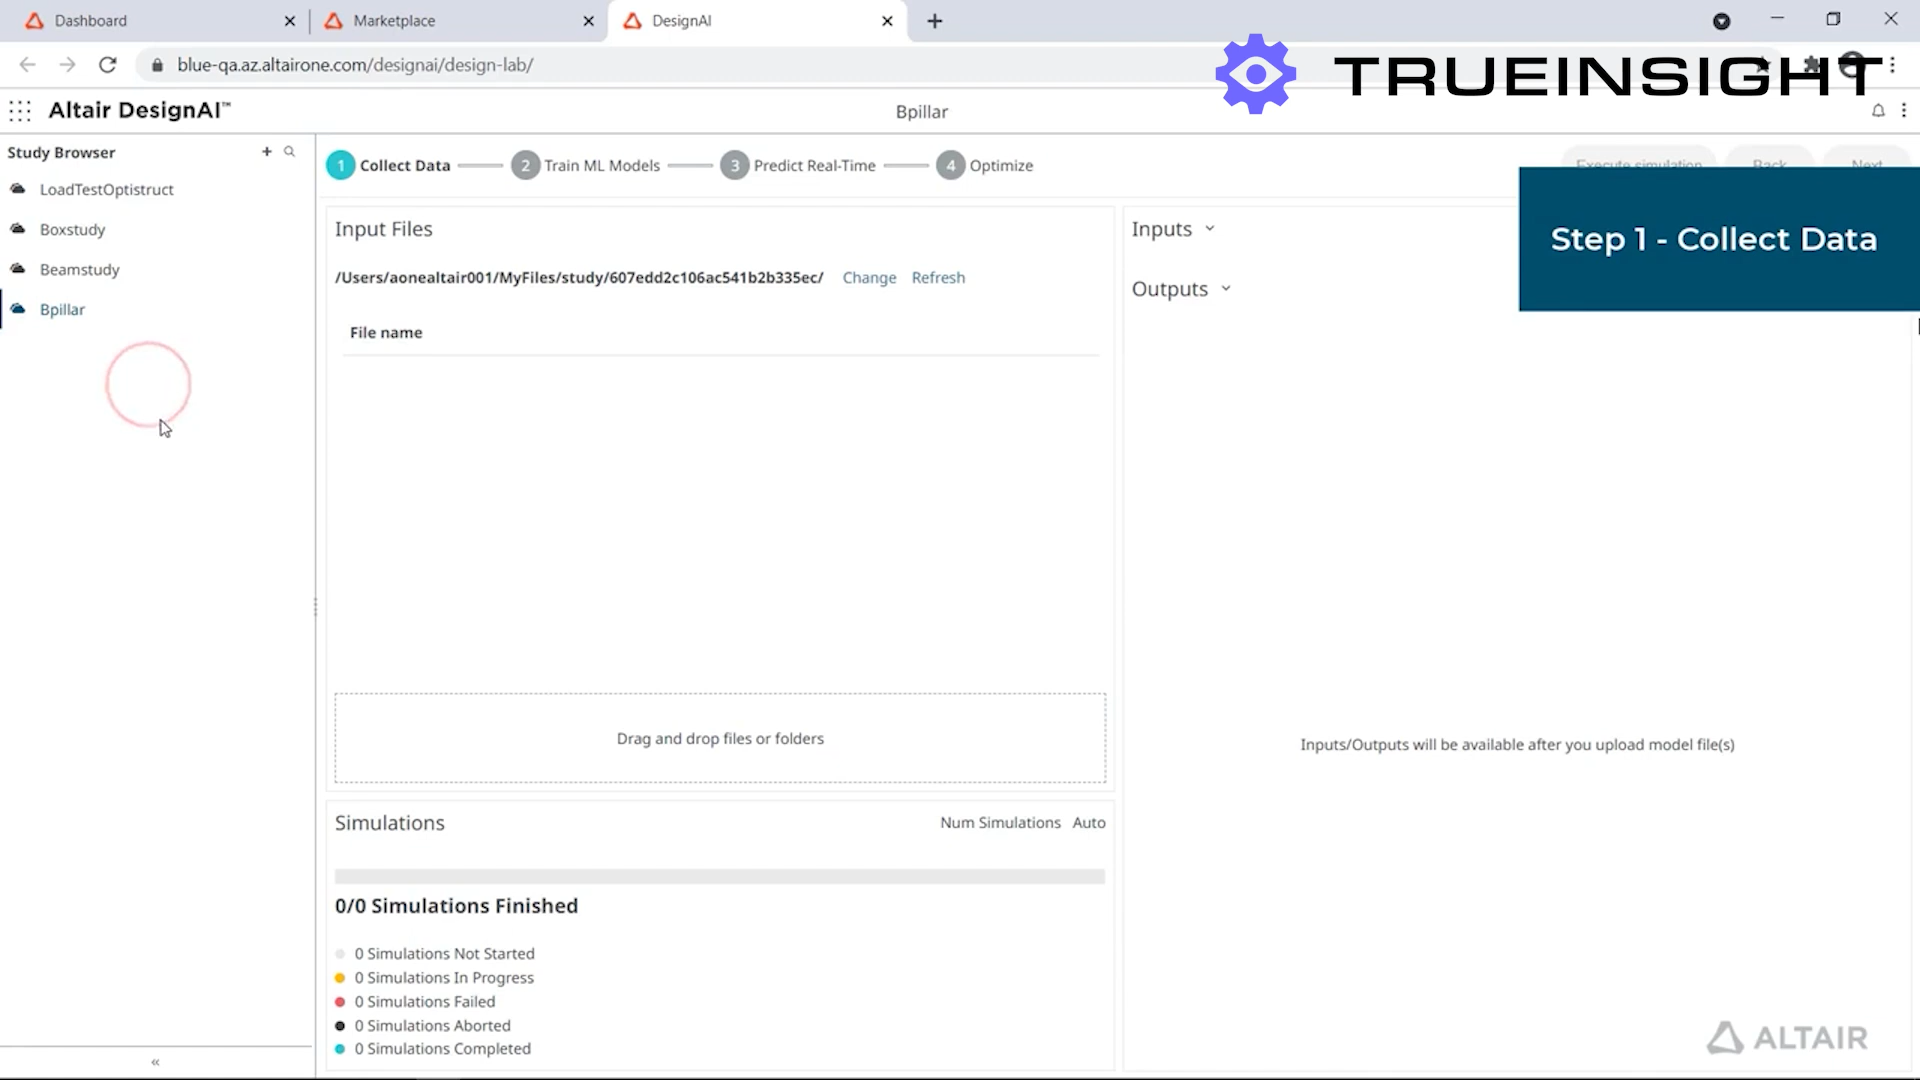 Dashboard
Marketplace
DesignAI
blue-qa.az.altairone.com/designai/design-lab/
TRUEINSIGHT
Altair DesignAI™
Bpillar
Study Browser
LoadTestOptistruct
Boxstudy
Beamstudy
Bpillar
1 Collect Data
2 Train ML Models
3 Predict Real-Time
4 Optimize
Execute simulation
Back
Next
Step 1 - Collect Data
Input Files
/Users/aonealtair001/MyFiles/study/607edd2c106ac541b2b335ec/ Change Refresh
File name
Drag and drop files or folders
Inputs
Outputs
Inputs/Outputs will be available after you upload model file(s)
Simulations
Num Simulations Auto
0/0 Simulations Finished
0 Simulations Not Started
0 Simulations In Progress
0 Simulations Failed
0 Simulations Aborted
0 Simulations Completed
«
ALTAIR